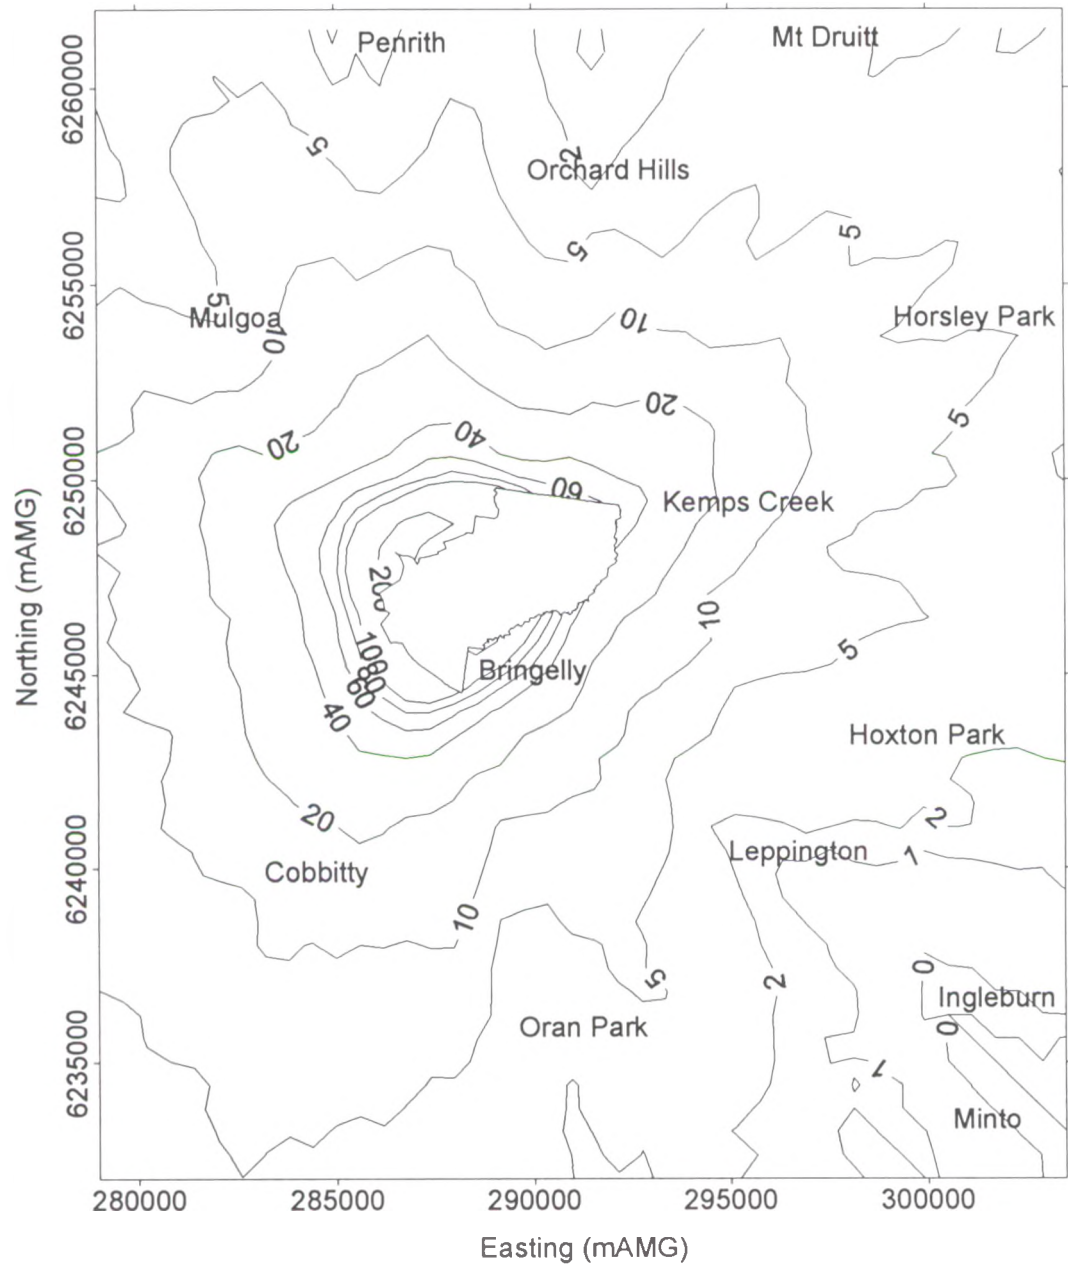 Penrith
Mt Druitt
6260000
5
2
Orchard Hills
5
5
6255000
5
Mulgoa
10
10
Horsley Park
20
5
40
20
6250000
60
Kemps Creek
200
10
100
80
60
5
Bringelly
6245000
40
Hoxton Park
20
2
Leppington
1
6240000
Cobbitty
10
0
5
2
Ingleburn
Oran Park
0
6235000
1
Minto
280000
285000
290000
295000
300000
Northing (mAMG)
Easting (mAMG)